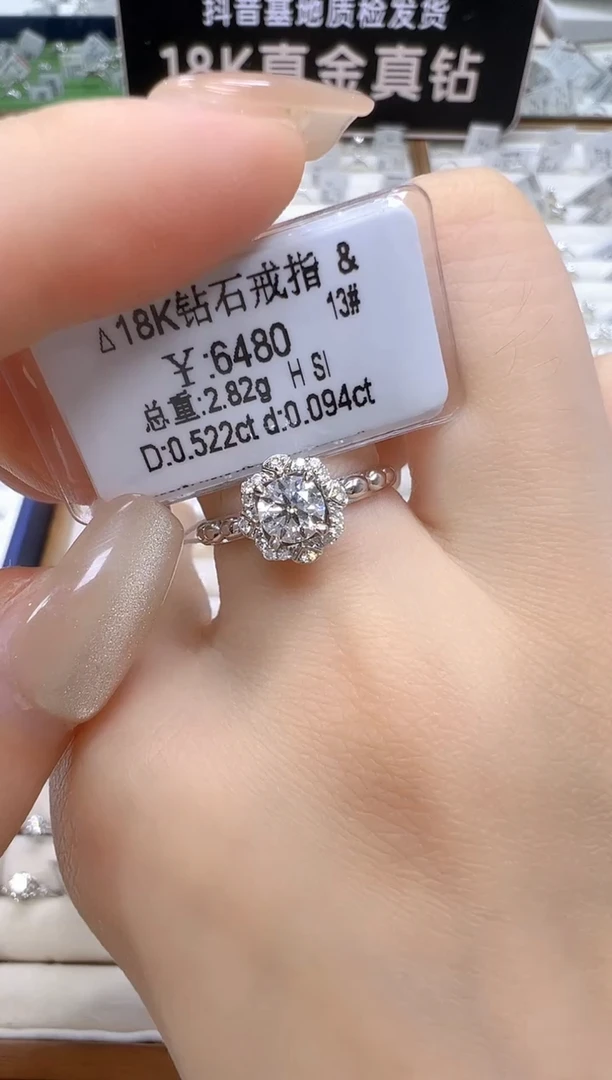 抖音基地质检发货
18K真金真钻
△18K钻石戒指 &
13#
￥:6480
总重:2.82g H SI
D:0.522ct d:0.094ct